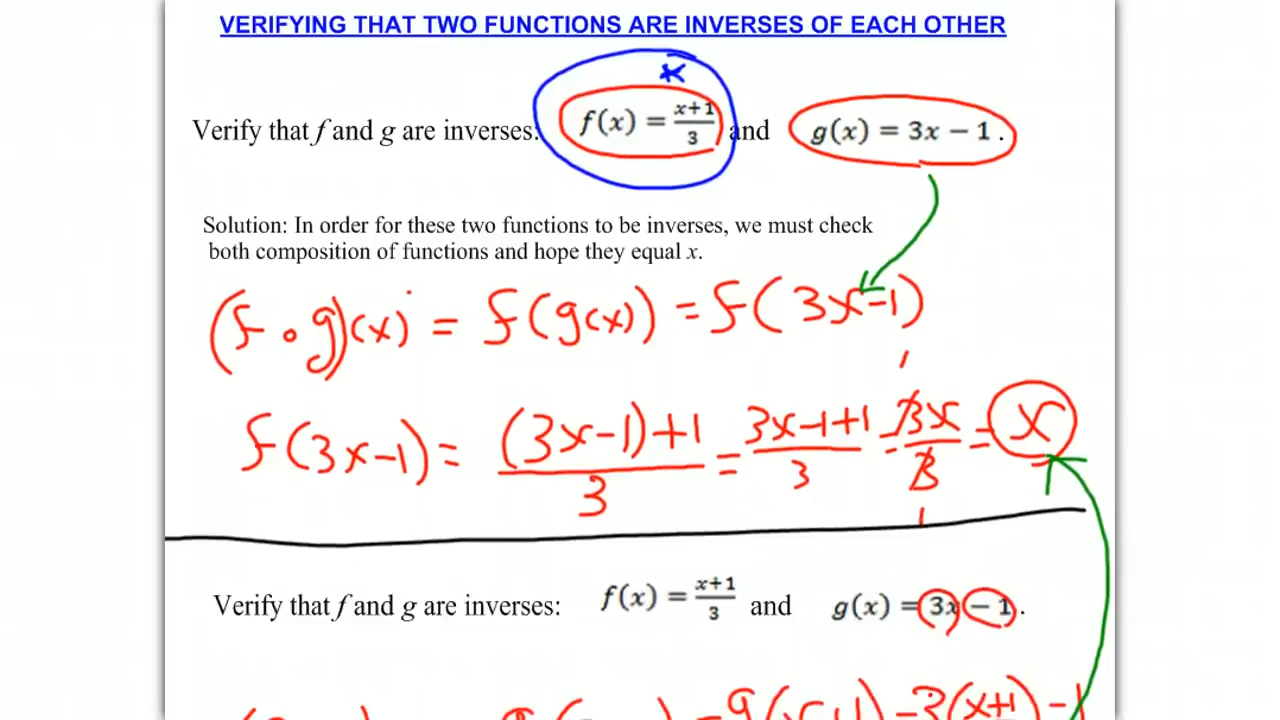 VERIFYING THAT TWO FUNCTIONS ARE INVERSES OF EACH OTHER
Verify that f and g are inverses: f(x) = (x+1)/3 and g(x) = 3x − 1 .
Solution: In order for these two functions to be inverses, we must check
both composition of functions and hope they equal x.
(f∘g)(x) = f(g(x)) = f(3x-1)
f(3x-1) = ((3x-1)+1)/3 = (3x-1+1)/3 = 3x/3 = x
Verify that f and g are inverses: f(x) = (x+1)/3 and g(x) = 3x − 1 .